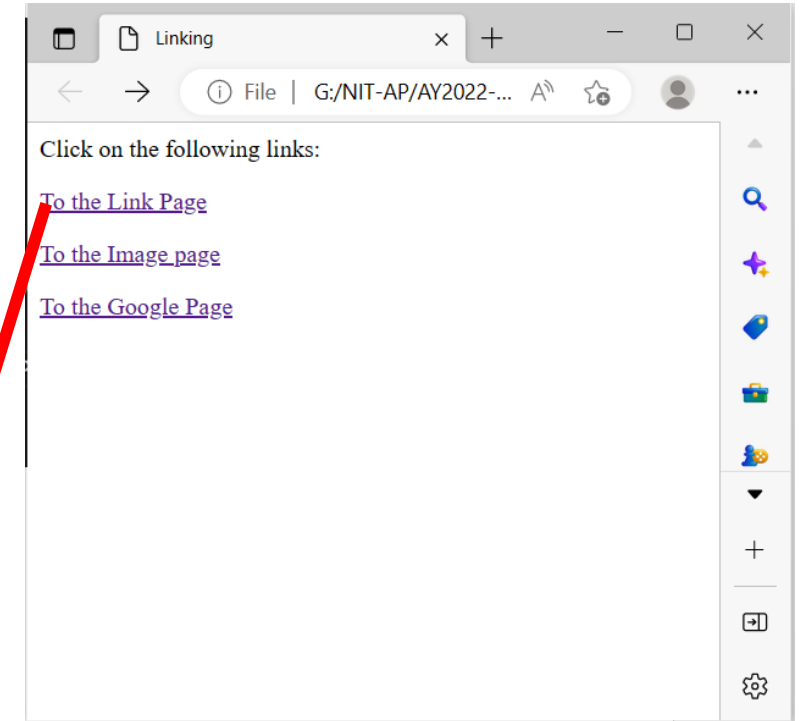 Linking
File | G:/NIT-AP/AY2022-...
Click on the following links:
To the Link Page
To the Image page
To the Google Page